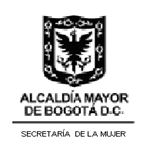 ALCALDÍA MAYOR
DE BOGOTÁ D.C.
SECRETARÍA DE LA MUJER